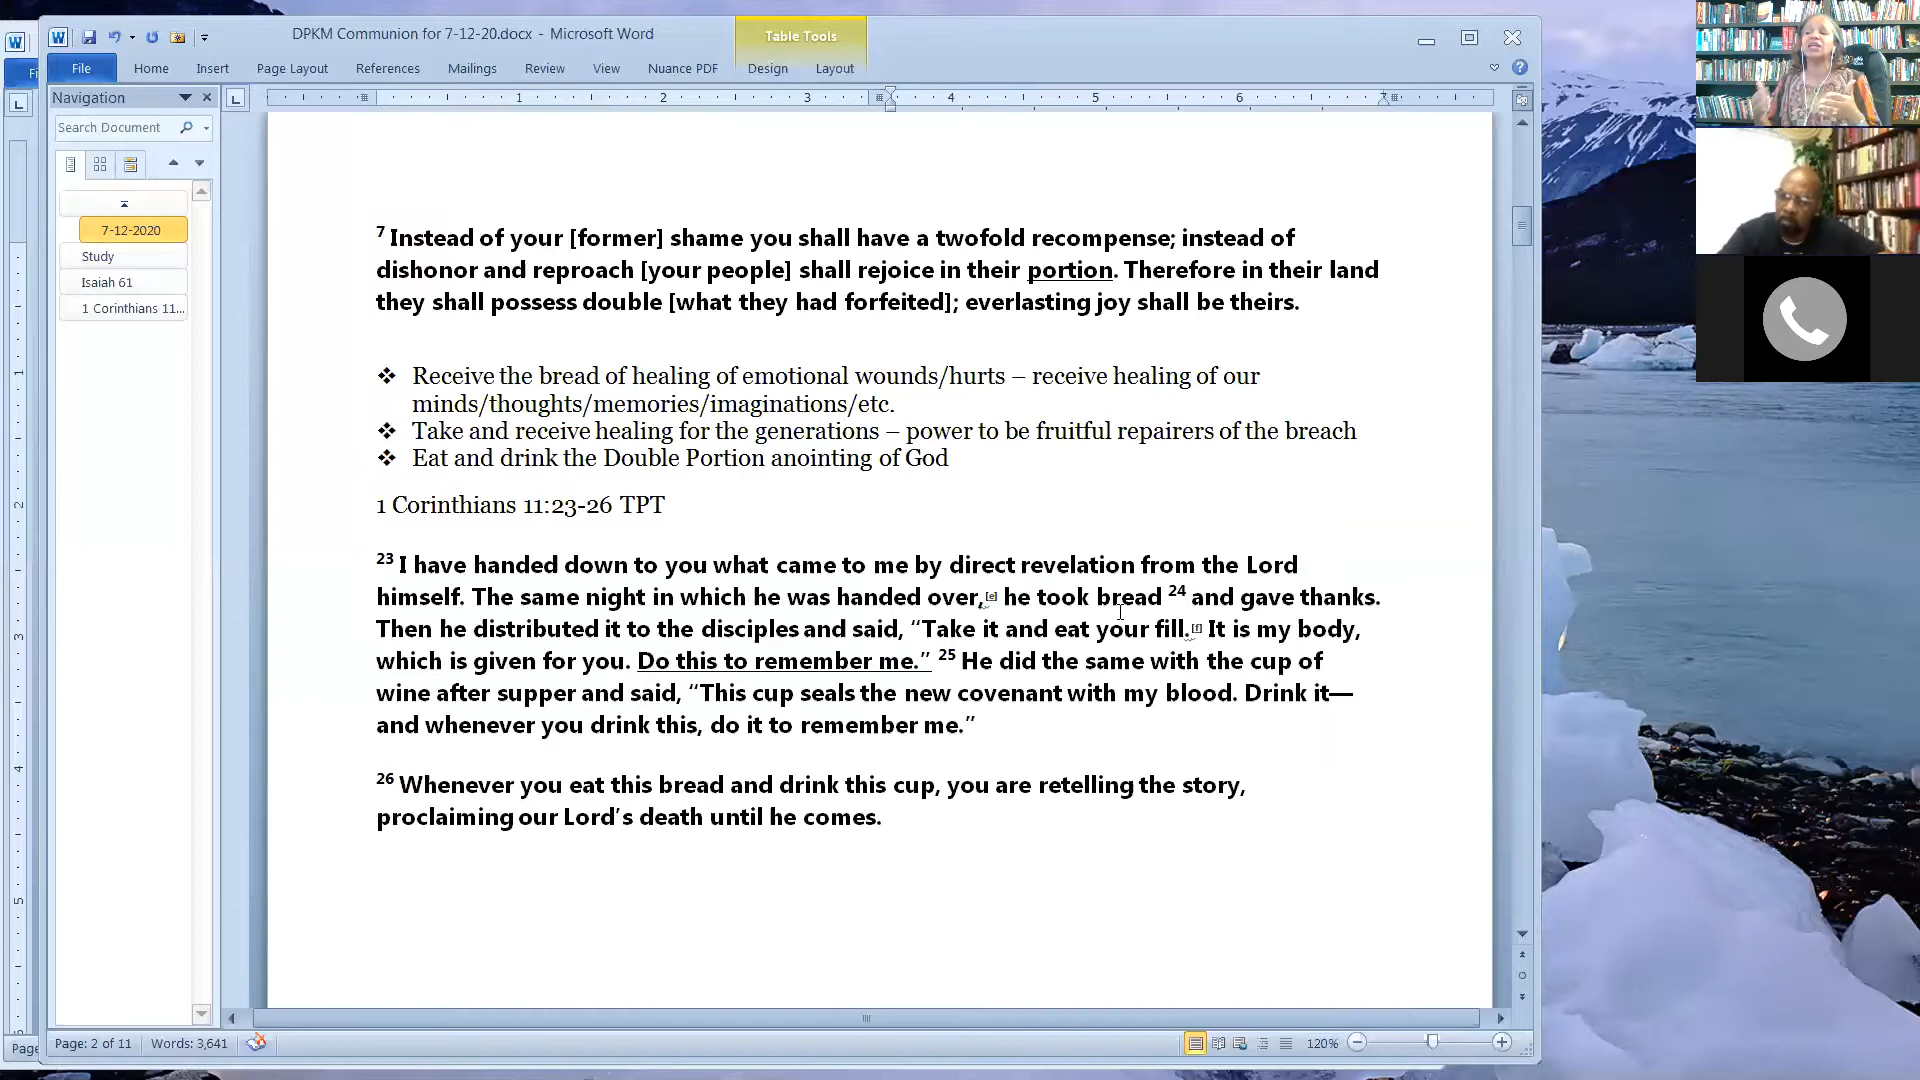 DPKM Communion for 7-12-20.docx - Microsoft Word
Table Tools
File Home Insert Page Layout References Mailings Review View Nuance PDF Design Layout
Navigation
Search Document
7-12-2020
Study
Isaiah 61
1 Corinthians 11...
1 2 3 4 5 6 7
7 Instead of your [former] shame you shall have a twofold recompense; instead of
dishonor and reproach [your people] shall rejoice in their portion. Therefore in their land
they shall possess double [what they had forfeited]; everlasting joy shall be theirs.
❖ Receive the bread of healing of emotional wounds/hurts – receive healing of our
minds/thoughts/memories/imaginations/etc.
❖ Take and receive healing for the generations – power to be fruitful repairers of the breach
❖ Eat and drink the Double Portion anointing of God
1 Corinthians 11:23-26 TPT
23 I have handed down to you what came to me by direct revelation from the Lord
himself. The same night in which he was handed over,[e] he took bread 24 and gave thanks.
Then he distributed it to the disciples and said, “Take it and eat your fill.[f] It is my body,
which is given for you. Do this to remember me.” 25 He did the same with the cup of
wine after supper and said, “This cup seals the new covenant with my blood. Drink it—
and whenever you drink this, do it to remember me.”
26 Whenever you eat this bread and drink this cup, you are retelling the story,
proclaiming our Lord’s death until he comes.
Page: 2 of 11 Words: 3,641 120%